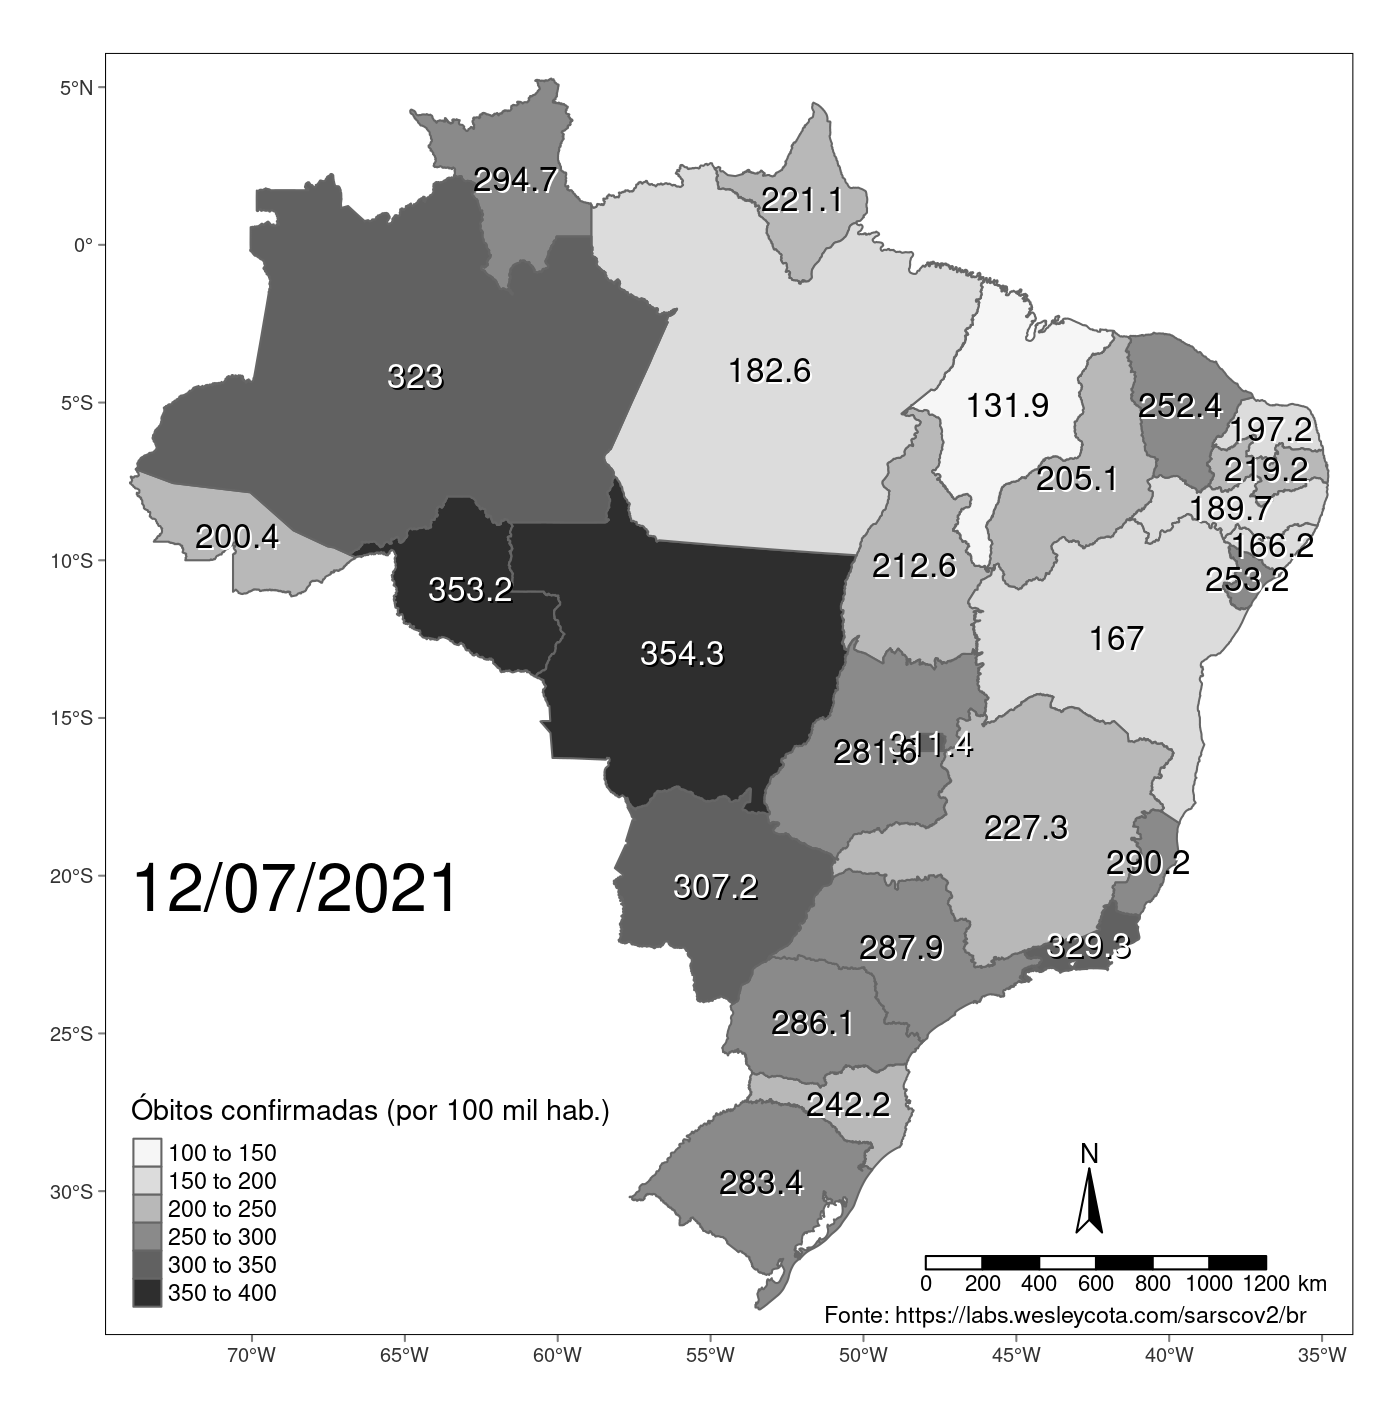 5°N
0°
5°S
10°S
15°S
20°S
25°S
30°S
294.7
221.1
323
182.6
131.9
252.4
197.2
205.1
219.2
189.7
200.4
166.2
212.6
253.2
353.2
167
354.3
281.6
311.4
227.3
290.2
12/07/2021
307.2
287.9
329.3
286.1
242.2
283.4
Óbitos confirmadas (por 100 mil hab.)
100 to 150
150 to 200
200 to 250
250 to 300
300 to 350
350 to 400
N
0 200 400 600 800 1000 1200 km
Fonte: https://labs.wesleycota.com/sarscov2/br
70°W 65°W 60°W 55°W 50°W 45°W 40°W 35°W